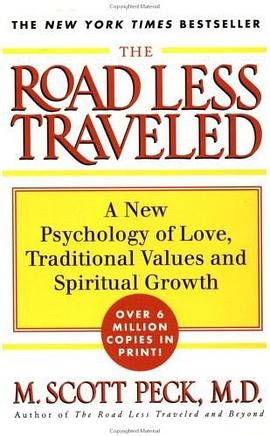 THE NEW YORK TIMES BESTSELLER
THE
ROAD LESS
TRAVELED
A New
Psychology of Love,
Traditional Values and
Spiritual Growth
OVER 6
MILLION
COPIES IN
PRINT!
M. SCOTT PECK, M.D.
Author of The Road Less Traveled and Beyond